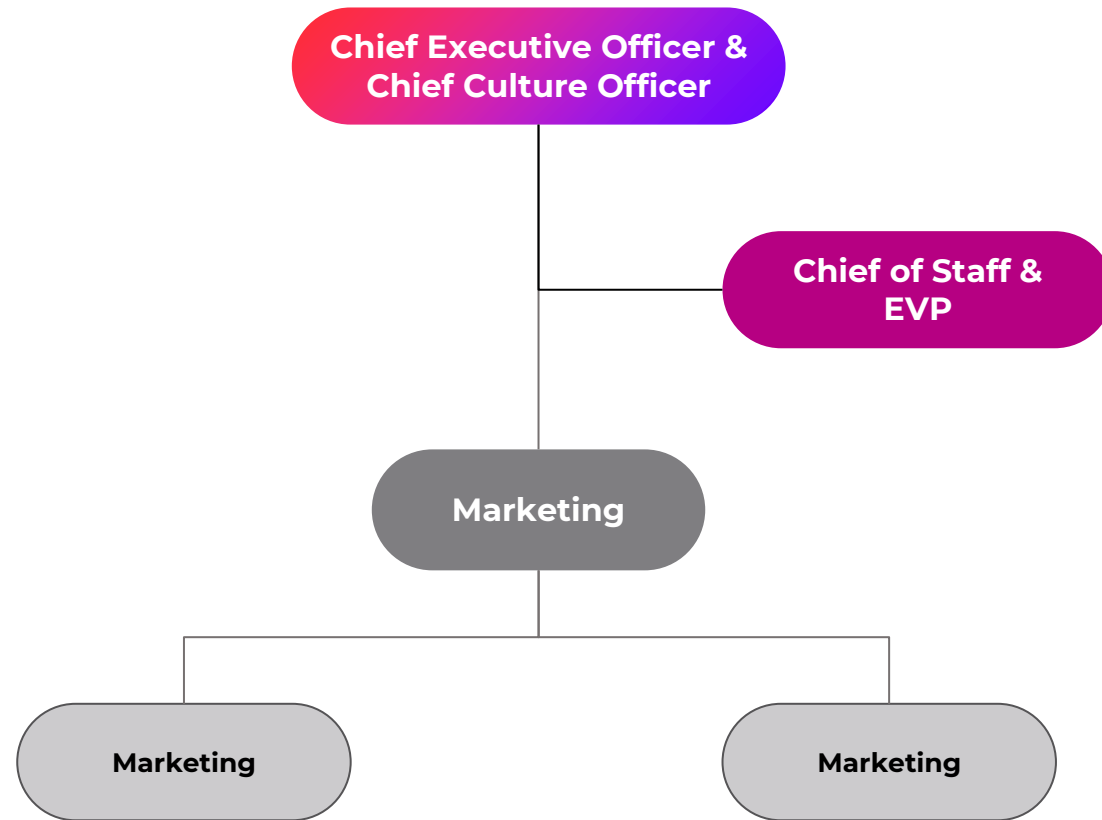 Chief Executive Officer &
Chief Culture Officer
Chief of Staff &
EVP
Marketing
Marketing
Marketing